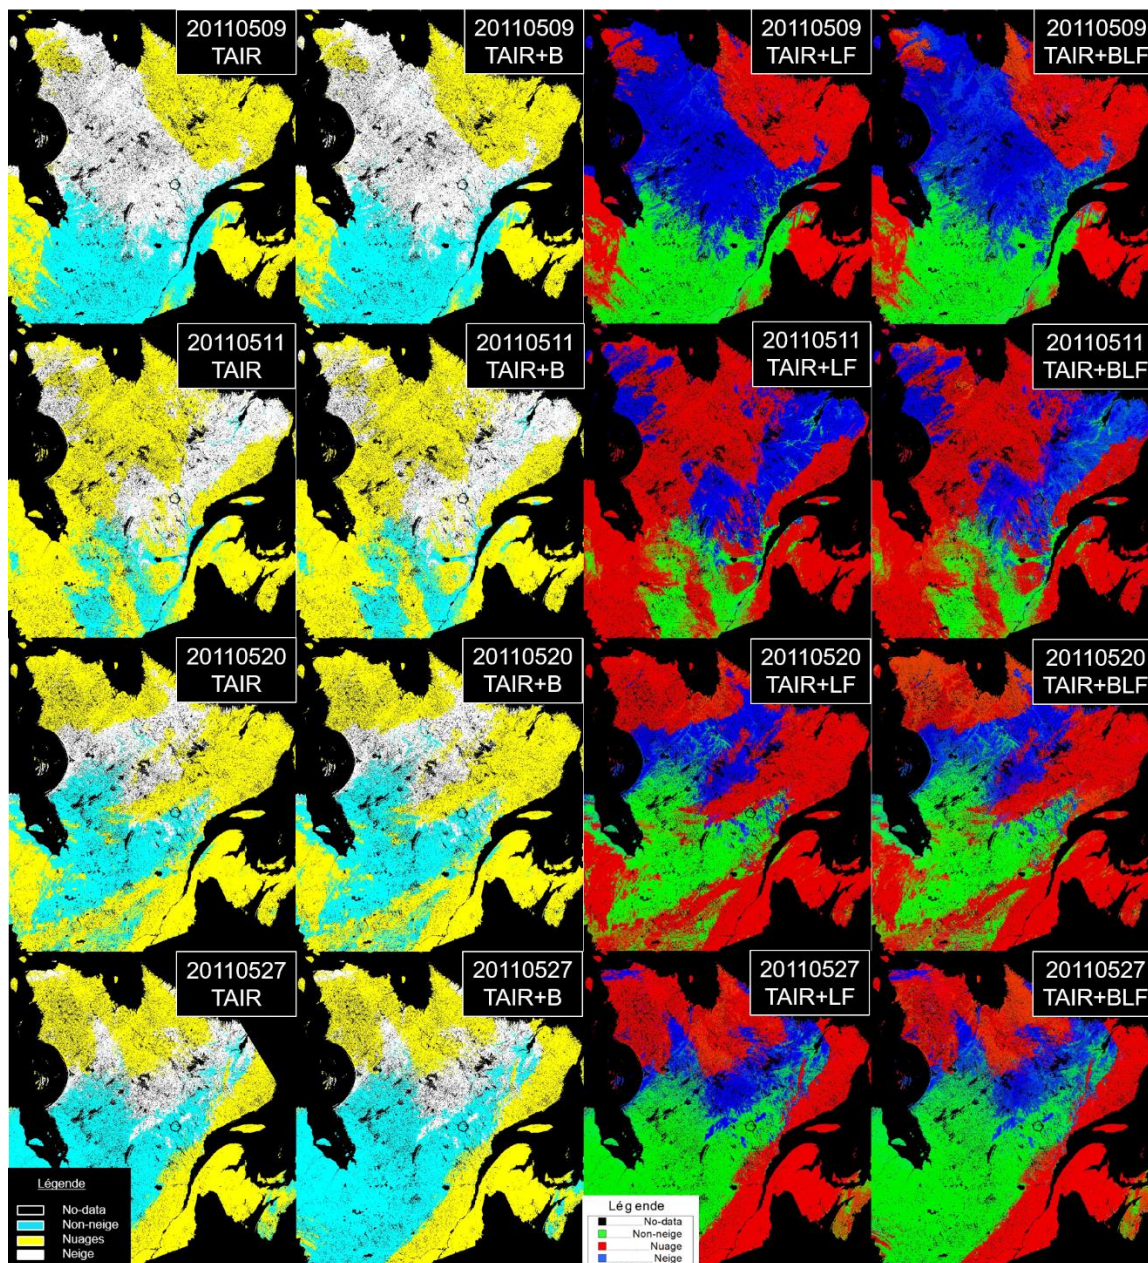 20110509
TAIR
20110509
TAIR+B
20110509
TAIR+LF
20110509
TAIR+BLF
20110511
TAIR
20110511
TAIR+B
20110511
TAIR+LF
20110511
TAIR+BLF
20110520
TAIR
20110520
TAIR+B
20110520
TAIR+LF
20110520
TAIR+BLF
20110527
TAIR
20110527
TAIR+B
20110527
TAIR+LF
20110527
TAIR+BLF
Légende
No-data
Non-neige
Nuages
Neige
Légende
No-data
Non-neige
Nuage
Neige